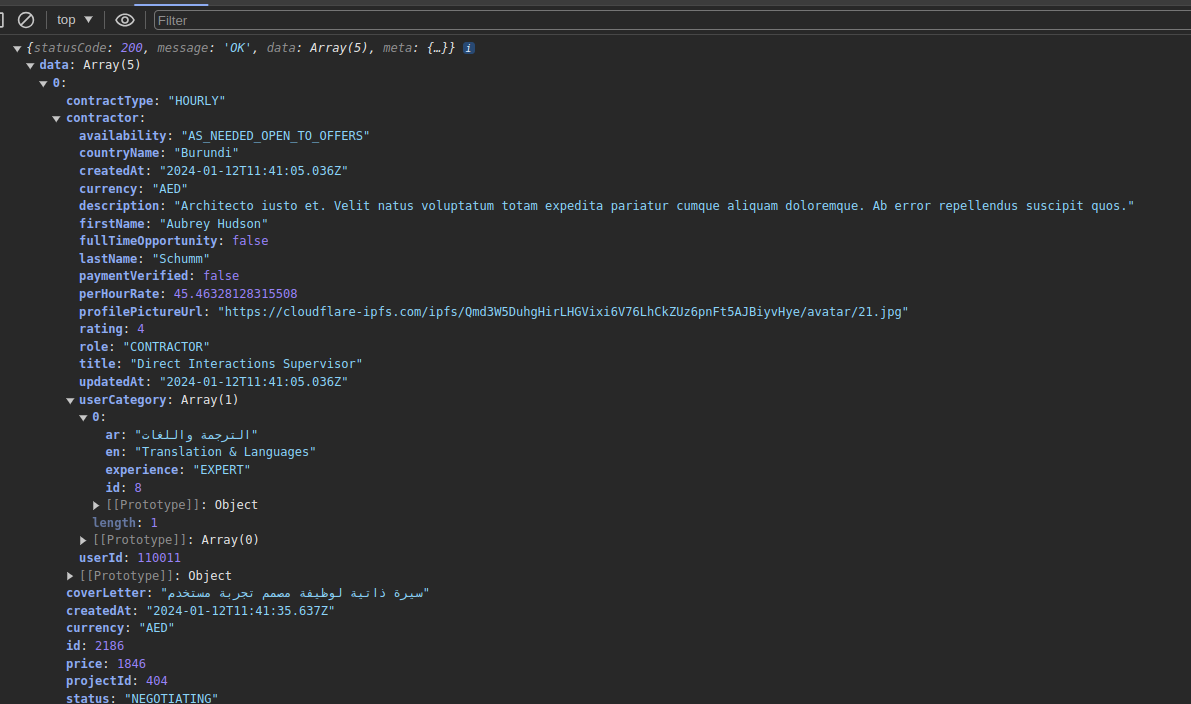 top
Filter
{statusCode: 200, message: 'OK', data: Array(5), meta: {…}} i
data: Array(5)
0:
contractType: "HOURLY"
contractor:
availability: "AS_NEEDED_OPEN_TO_OFFERS"
countryName: "Burundi"
createdAt: "2024-01-12T11:41:05.036Z"
currency: "AED"
description: "Architecto iusto et. Velit natus voluptatum totam expedita pariatur cumque aliquam doloremque. Ab error repellendus suscipit quos."
firstName: "Aubrey Hudson"
fullTimeOpportunity: false
lastName: "Schumm"
paymentVerified: false
perHourRate: 45.46328128315508
profilePictureUrl: "https://cloudflare-ipfs.com/ipfs/Qmd3W5DuhgHirLHGVixi6V76LhCkZUz6pnFt5AJBiyvHye/avatar/21.jpg"
rating: 4
role: "CONTRACTOR"
title: "Direct Interactions Supervisor"
updatedAt: "2024-01-12T11:41:05.036Z"
userCategory: Array(1)
0:
ar: "الترجمة واللغات"
en: "Translation & Languages"
experience: "EXPERT"
id: 8
[[Prototype]]: Object
length: 1
[[Prototype]]: Array(0)
userId: 110011
[[Prototype]]: Object
coverLetter: "سيرة ذاتية لوظيفة مصمم تجربة مستخدم"
createdAt: "2024-01-12T11:41:35.637Z"
currency: "AED"
id: 2186
price: 1846
projectId: 404
status: "NEGOTIATING"